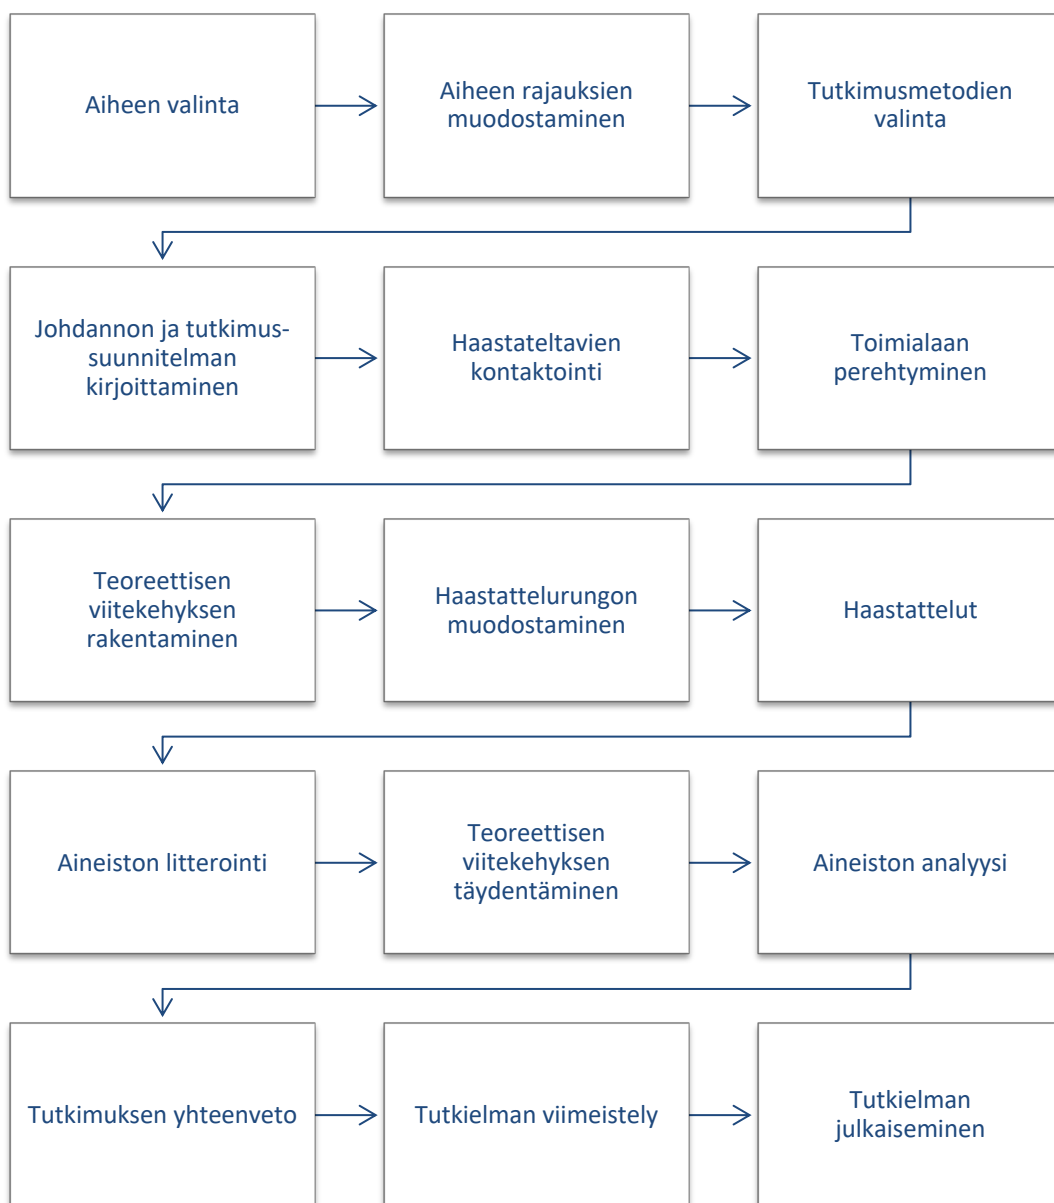 Aiheen valinta
Aiheen rajauksien
muodostaminen
Tutkimusmetodien
valinta
Johdannon ja tutkimus-
suunnitelman
kirjoittaminen
Haastateltavien
kontaktointi
Toimialaan
perehtyminen
Teoreettisen
viitekehyksen
rakentaminen
Haastattelurungon
muodostaminen
Haastattelut
Aineiston litterointi
Teoreettisen
viitekehyksen
täydentäminen
Aineiston analyysi
Tutkimuksen yhteenveto
Tutkielman viimeistely
Tutkielman
julkaiseminen